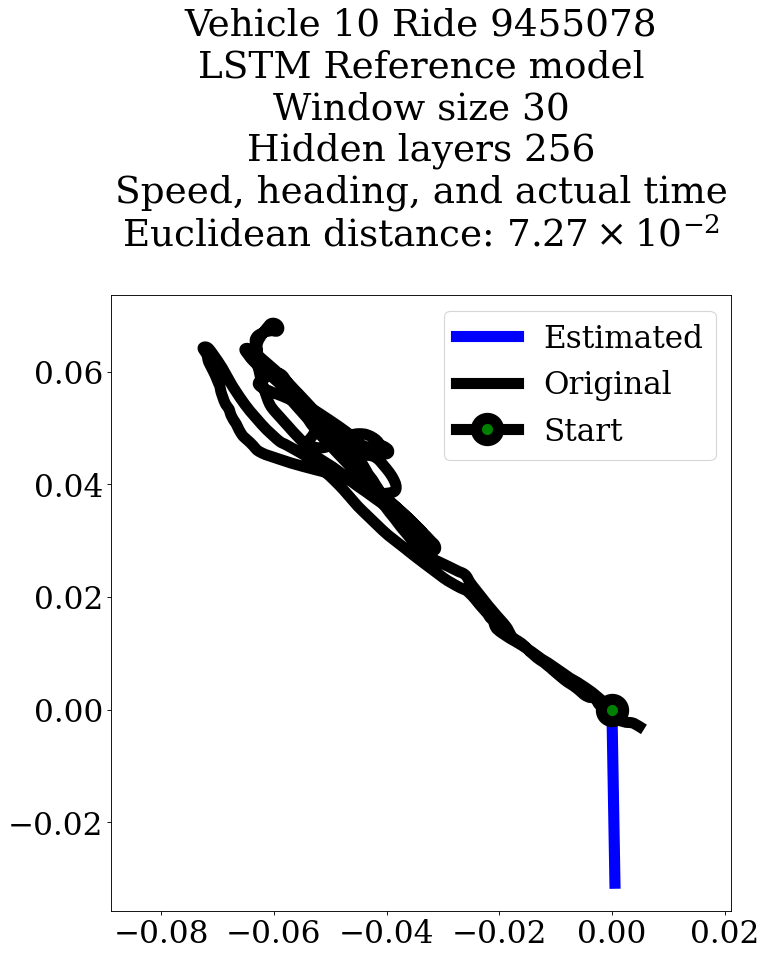 Vehicle 10 Ride 9455078
LSTM Reference model
Window size 30
Hidden layers 256
Speed, heading, and actual time
Euclidean distance: 7.27 × 10⁻²
Estimated
Original
Start
0.06
0.04
0.02
0.00
−0.02
−0.08 −0.06 −0.04 −0.02 0.00 0.02